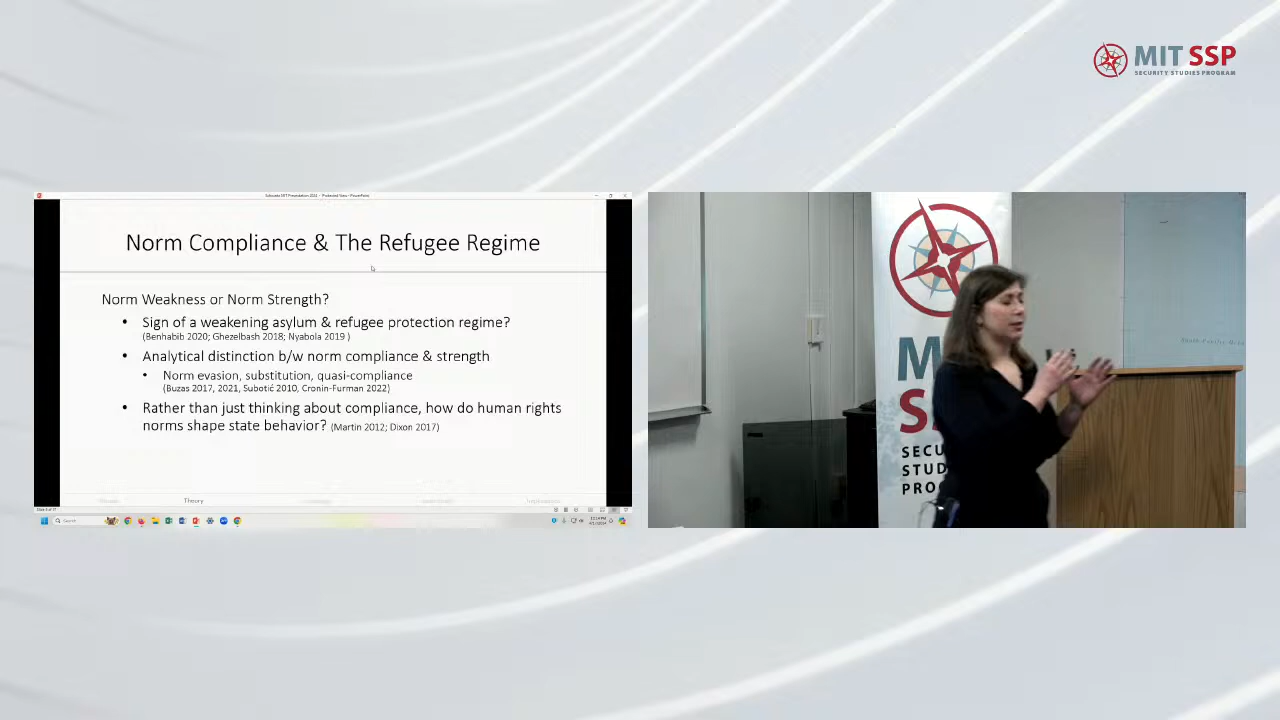 MIT SSP
SECURITY STUDIES PROGRAM
Norm Compliance & The Refugee Regime
Norm Weakness or Norm Strength?
• Sign of a weakening asylum & refugee protection regime?
(Benhabib 2020; Ghezelbash 2018; Nyabola 2019 )
• Analytical distinction b/w norm compliance & strength
• Norm evasion, substitution, quasi-compliance
(Buzas 2017, 2021, Subotić 2010, Cronin-Furman 2022)
• Rather than just thinking about compliance, how do human rights
norms shape state behavior? (Martin 2012; Dixon 2017)
Theory
Search
M
S
SECU
STUD
PRO